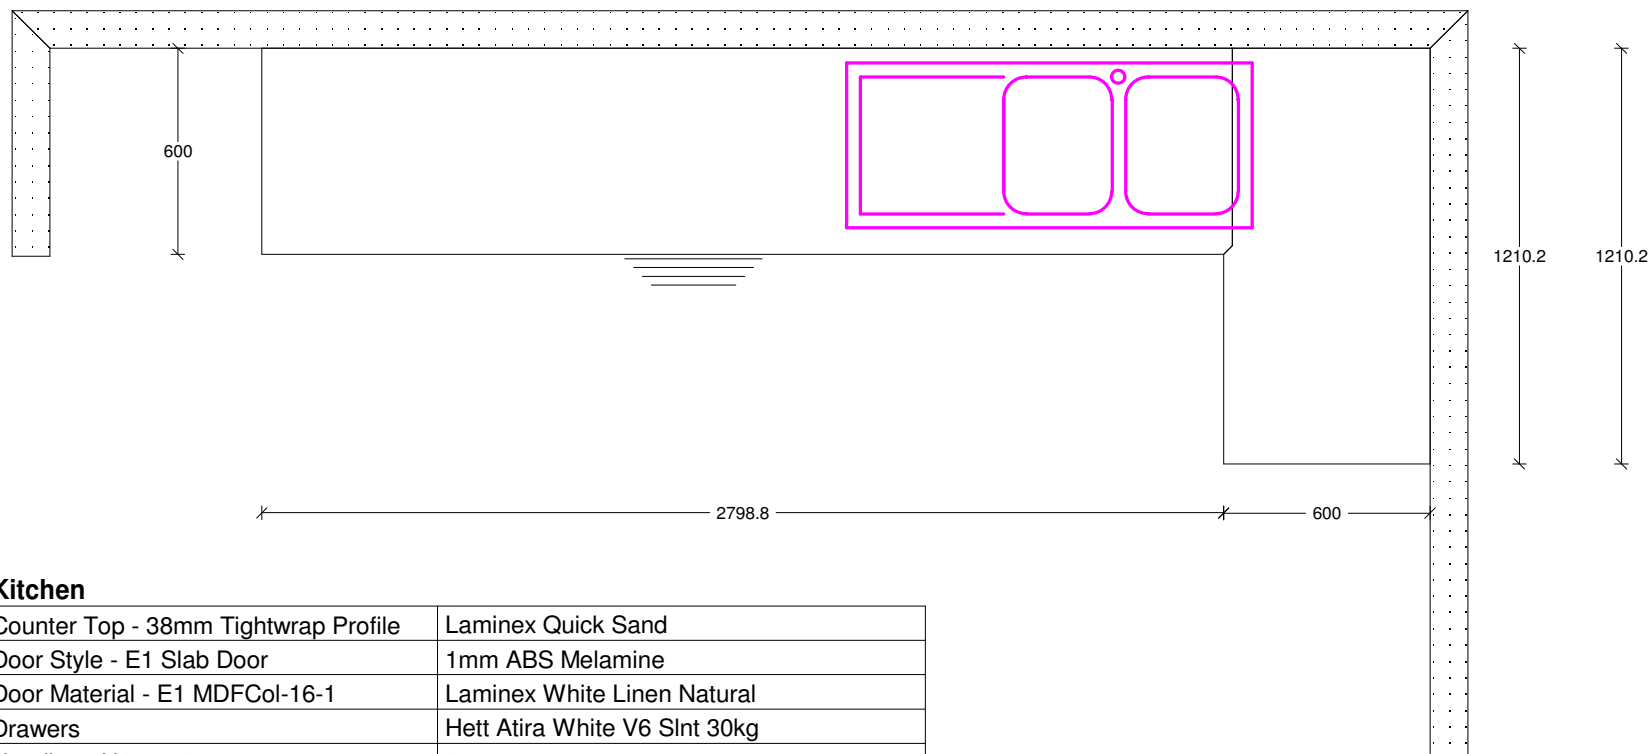 600
1210.2
1210.2
2798.8
600
Kitchen
Counter Top - 38mm Tightwrap Profile Laminex Quick Sand
Door Style - E1 Slab Door 1mm ABS Melamine
Door Material - E1 MDFCol-16-1 Laminex White Linen Natural
Drawers Hett Atira White V6 Slnt 30kg